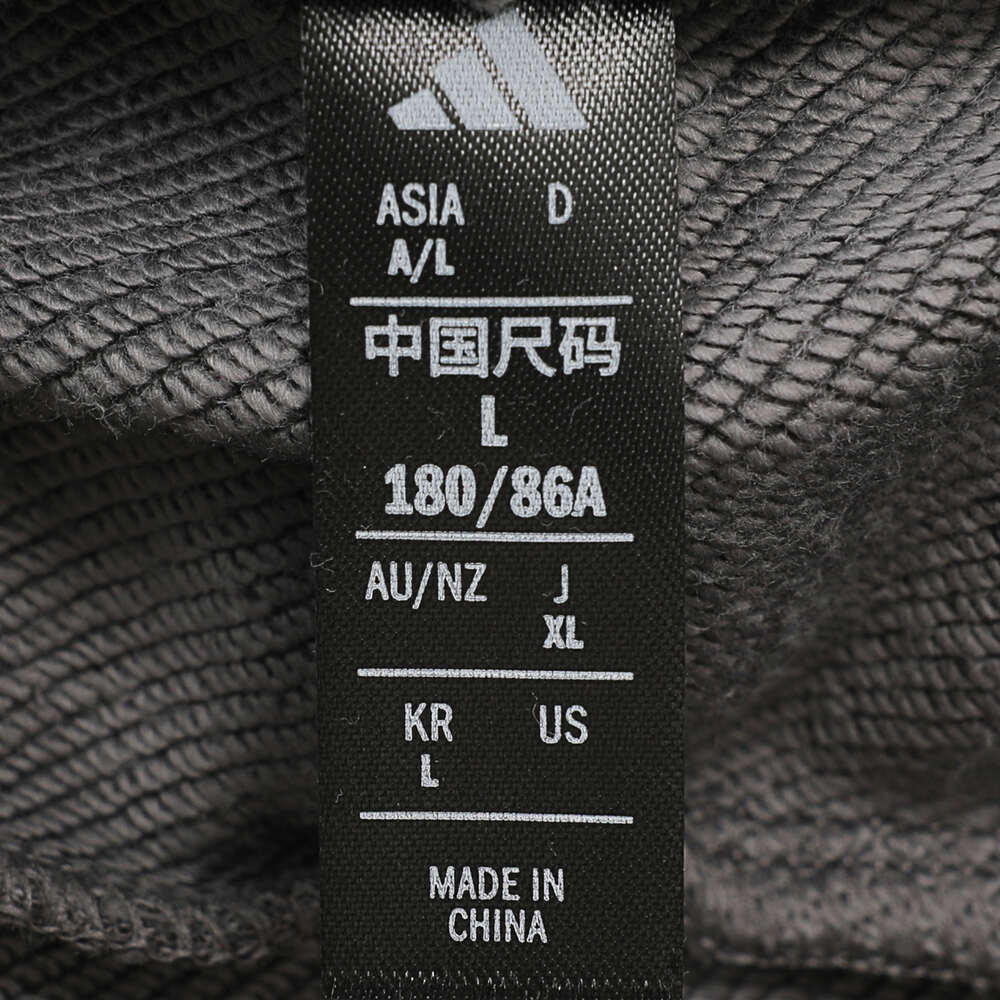 ASIA D
A/L
中国尺码
L
180/86A
AU/NZ J
XL
KR US
L
MADE IN
CHINA